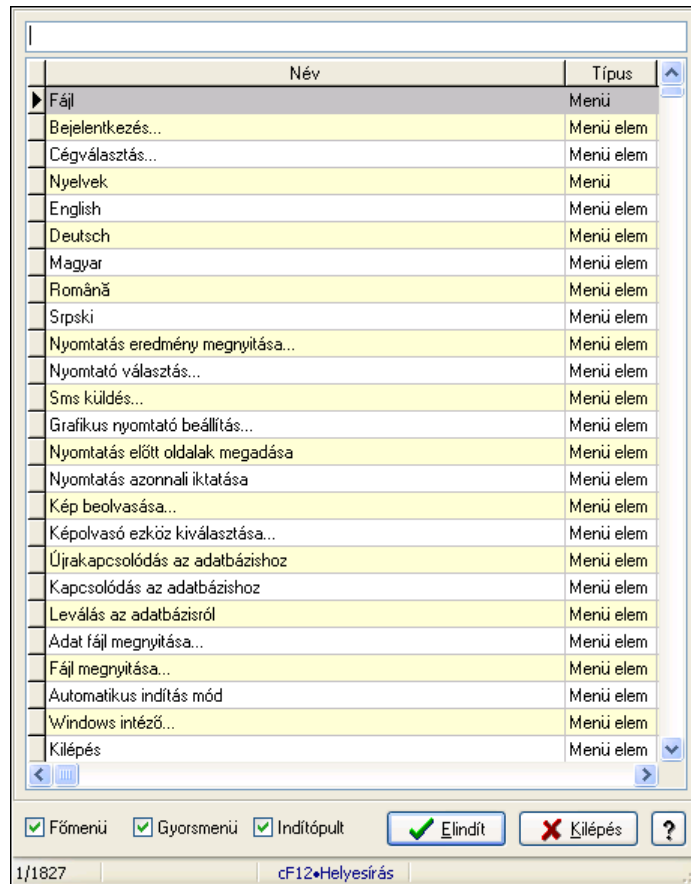 Név Típus
Fájl Menü
Bejelentkezés... Menü elem
Cégválasztás... Menü elem
Nyelvek Menü
English Menü elem
Deutsch Menü elem
Magyar Menü elem
Română Menü elem
Srpski Menü elem
Nyomtatás eredmény megnyitása... Menü elem
Nyomtató választás... Menü elem
Sms küldés... Menü elem
Grafikus nyomtató beállítás... Menü elem
Nyomtatás előtt oldalak megadása Menü elem
Nyomtatás azonnali iktatása Menü elem
Kép beolvasása... Menü elem
Képolvasó ezköz kiválasztása... Menü elem
Újrakapcsolódás az adatbázishoz Menü elem
Kapcsolódás az adatbázishoz Menü elem
Leválás az adatbázisról Menü elem
Adat fájl megnyitása... Menü elem
Fájl megnyitása... Menü elem
Automatikus indítás mód Menü elem
Windows intéző... Menü elem
Kilépés Menü elem
Főmenü Gyorsmenü Indítópult Elindít Kilépés ?
1/1827 cF12•Helyesírás